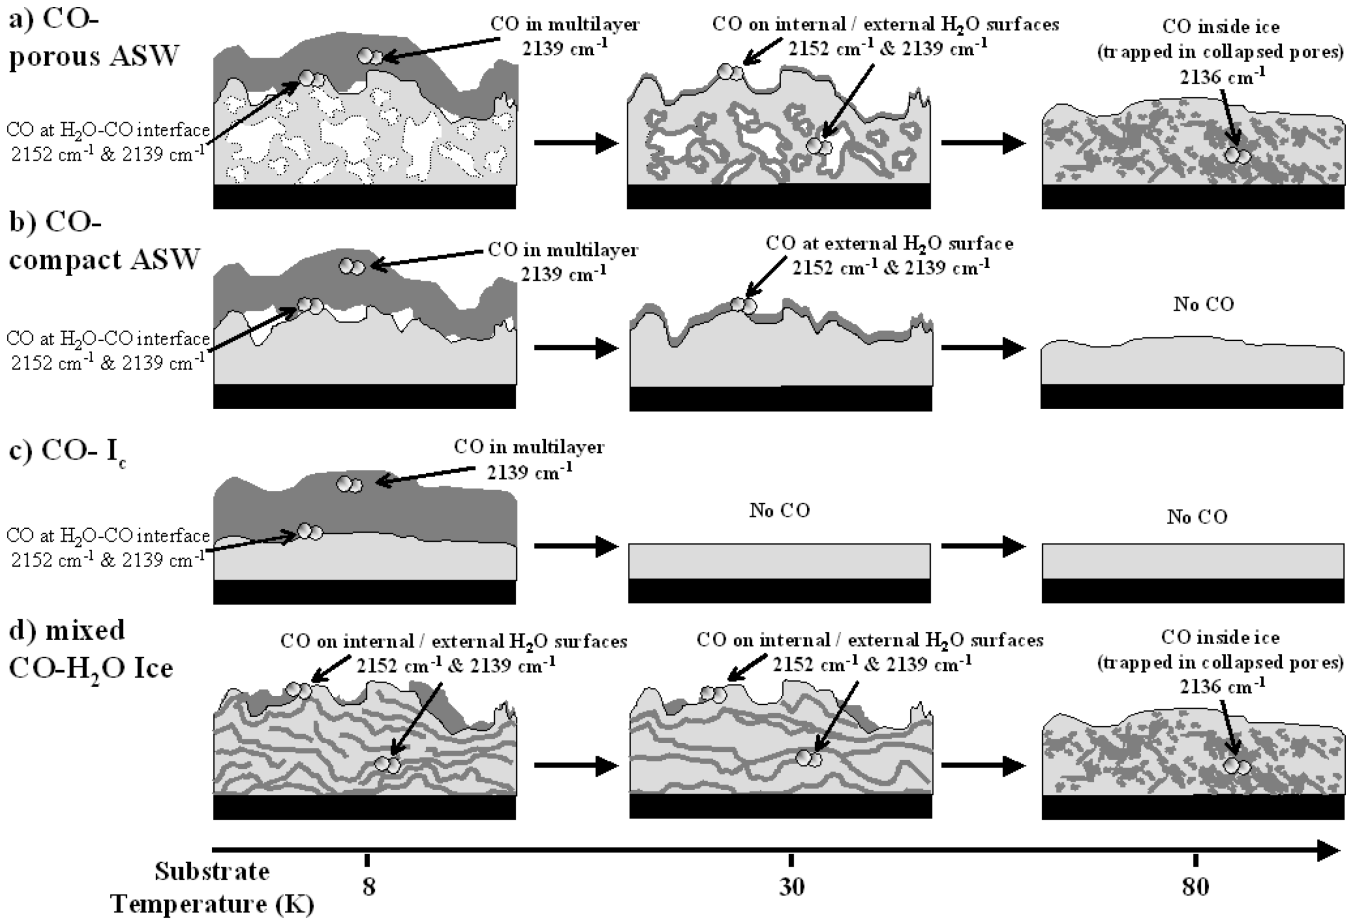 a) CO-
porous ASW
CO in multilayer
2139 cm⁻¹
CO at H₂O-CO interface
2152 cm⁻¹ & 2139 cm⁻¹
CO on internal / external H₂O surfaces
2152 cm⁻¹ & 2139 cm⁻¹
CO inside ice
(trapped in collapsed pores)
2136 cm⁻¹
b) CO-
compact ASW
CO in multilayer
2139 cm⁻¹
CO at H₂O-CO interface
2152 cm⁻¹ & 2139 cm⁻¹
CO at external H₂O surface
2152 cm⁻¹ & 2139 cm⁻¹
No CO
c) CO- I꜀
CO in multilayer
2139 cm⁻¹
CO at H₂O-CO interface
2152 cm⁻¹ & 2139 cm⁻¹
No CO
No CO
d) mixed
CO-H₂O Ice
CO on internal / external H₂O surfaces
2152 cm⁻¹ & 2139 cm⁻¹
CO on internal / external H₂O surfaces
2152 cm⁻¹ & 2139 cm⁻¹
CO inside ice
(trapped in collapsed pores)
2136 cm⁻¹
Substrate
Temperature (K)
8
30
80